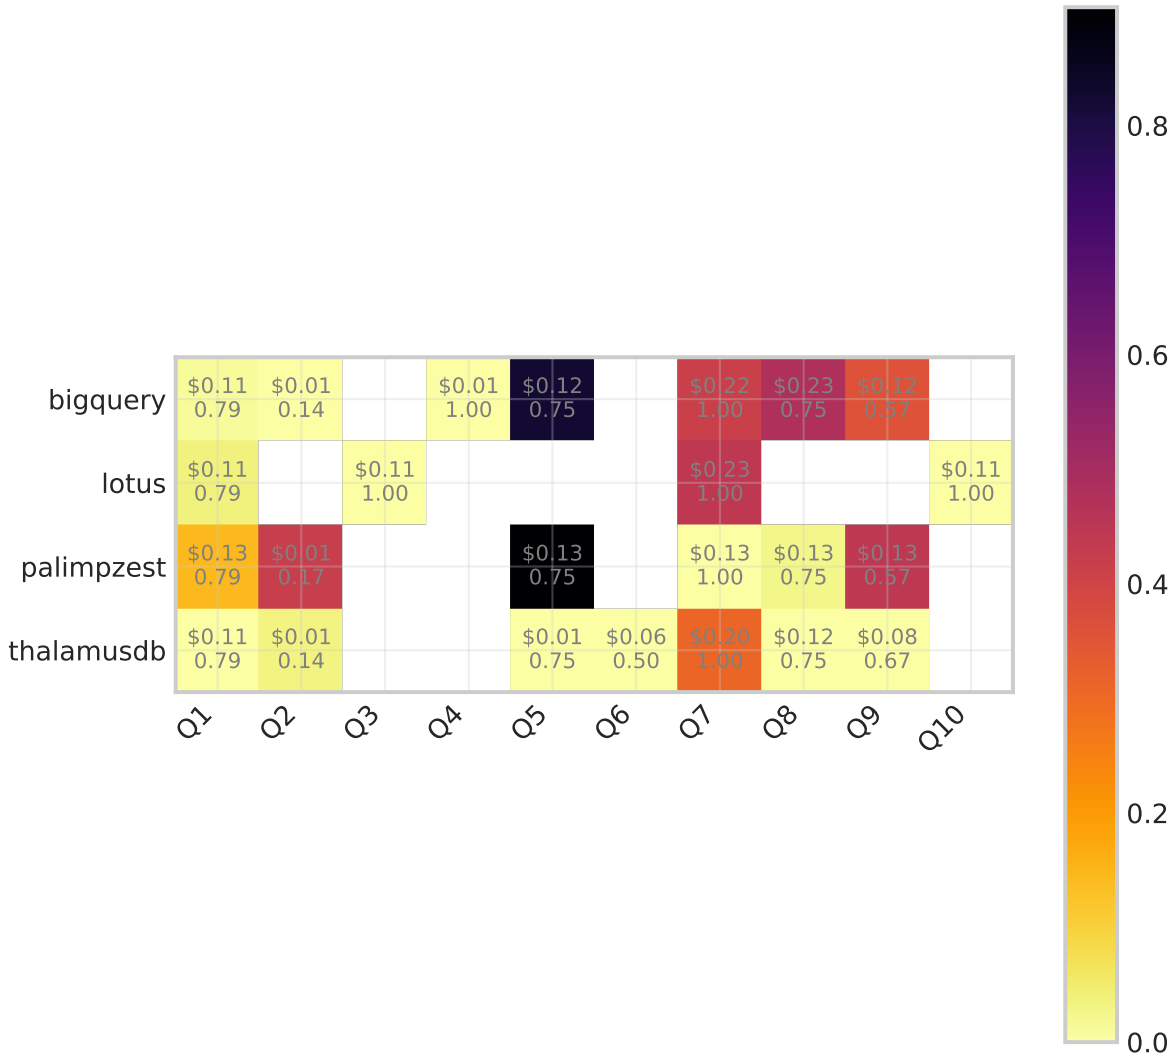 0.8
0.6
0.4
0.2
0.0
bigquery
$0.11 $0.01 $0.01 $0.12 $0.22 $0.23 $0.12
0.79 0.14 1.00 0.75 1.00 0.75 0.57
lotus
$0.11 $0.11 $0.23 $0.11
0.79 1.00 1.00 1.00
palimpzest
$0.13 $0.01 $0.13 $0.13 $0.13 $0.13
0.79 0.17 0.75 1.00 0.75 0.57
thalamusdb
$0.11 $0.01 $0.01 $0.06 $0.20 $0.12 $0.08
0.79 0.14 0.75 0.50 1.00 0.75 0.67
Q1 Q2 Q3 Q4 Q5 Q6 Q7 Q8 Q9 Q10